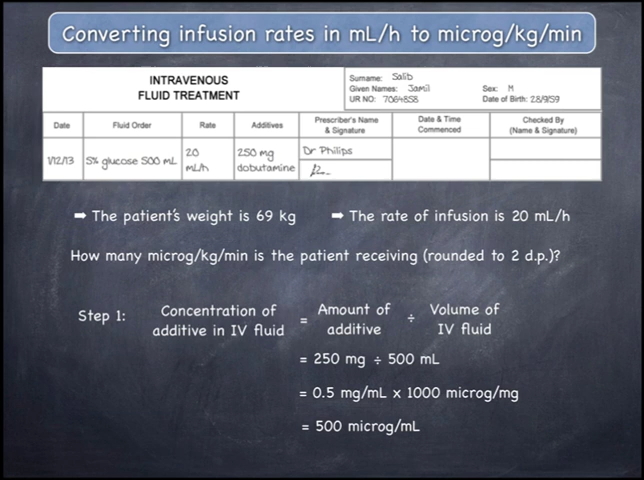 Converting infusion rates in mL/h to microg/kg/min
INTRAVENOUS
FLUID TREATMENT
Surname: Salib
Given Names: Jamil Sex: M
UR NO: 7064858 Date of Birth: 28/9/59
Date Fluid Order Rate Additives Prescriber's Name & Signature Date & Time Commenced Checked By (Name & Signature)
1/12/13 5% glucose 500 mL 20 mL/h 250 mg dobutamine Dr Philips
➡ The patient's weight is 69 kg ➡ The rate of infusion is 20 mL/h
How many microg/kg/min is the patient receiving (rounded to 2 d.p.)?
Step 1: Concentration of additive in IV fluid = Amount of additive ÷ Volume of IV fluid
= 250 mg ÷ 500 mL
= 0.5 mg/mL x 1000 microg/mg
= 500 microg/mL